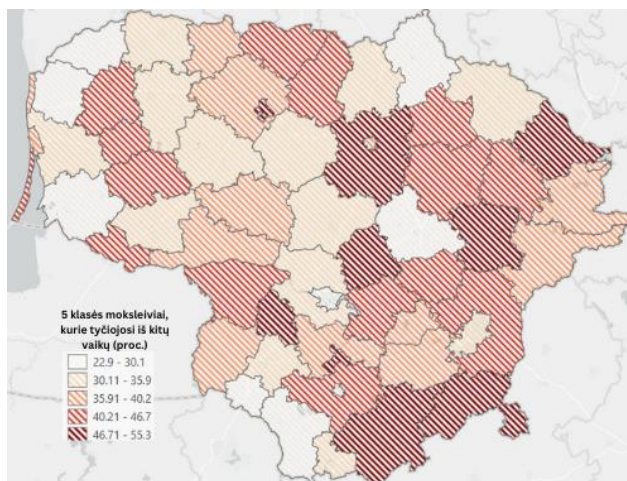 5 klasės moksleiviai,
kurie tyčiojosi iš kitų
vaikų (proc.)
22.9 - 30.1
30.11 - 35.9
35.91 - 40.2
40.21 - 46.7
46.71 - 55.3